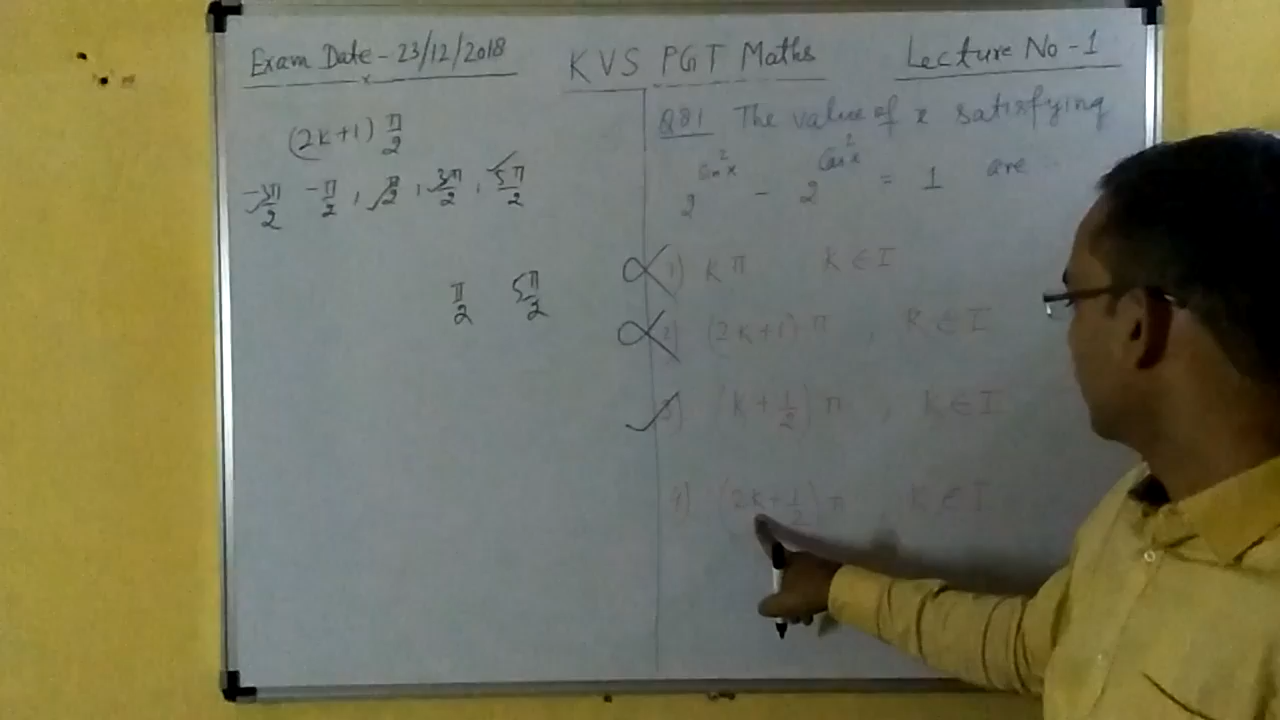 Exam Date - 23/12/2018
KVS PGT Maths
Lecture No - 1
(2k+1) π/2
-3π/2 -π/2, π/2, 3π/2, 5π/2
π/2 5π/2
Q81 The value of x satisfying
2^sin²x - 2^cos²x = 1 are
1) kπ k∈I
2) (2k+1)π, k∈I
3) (k+1/2)π, k∈I
4) (2k+1/2)π, k∈I